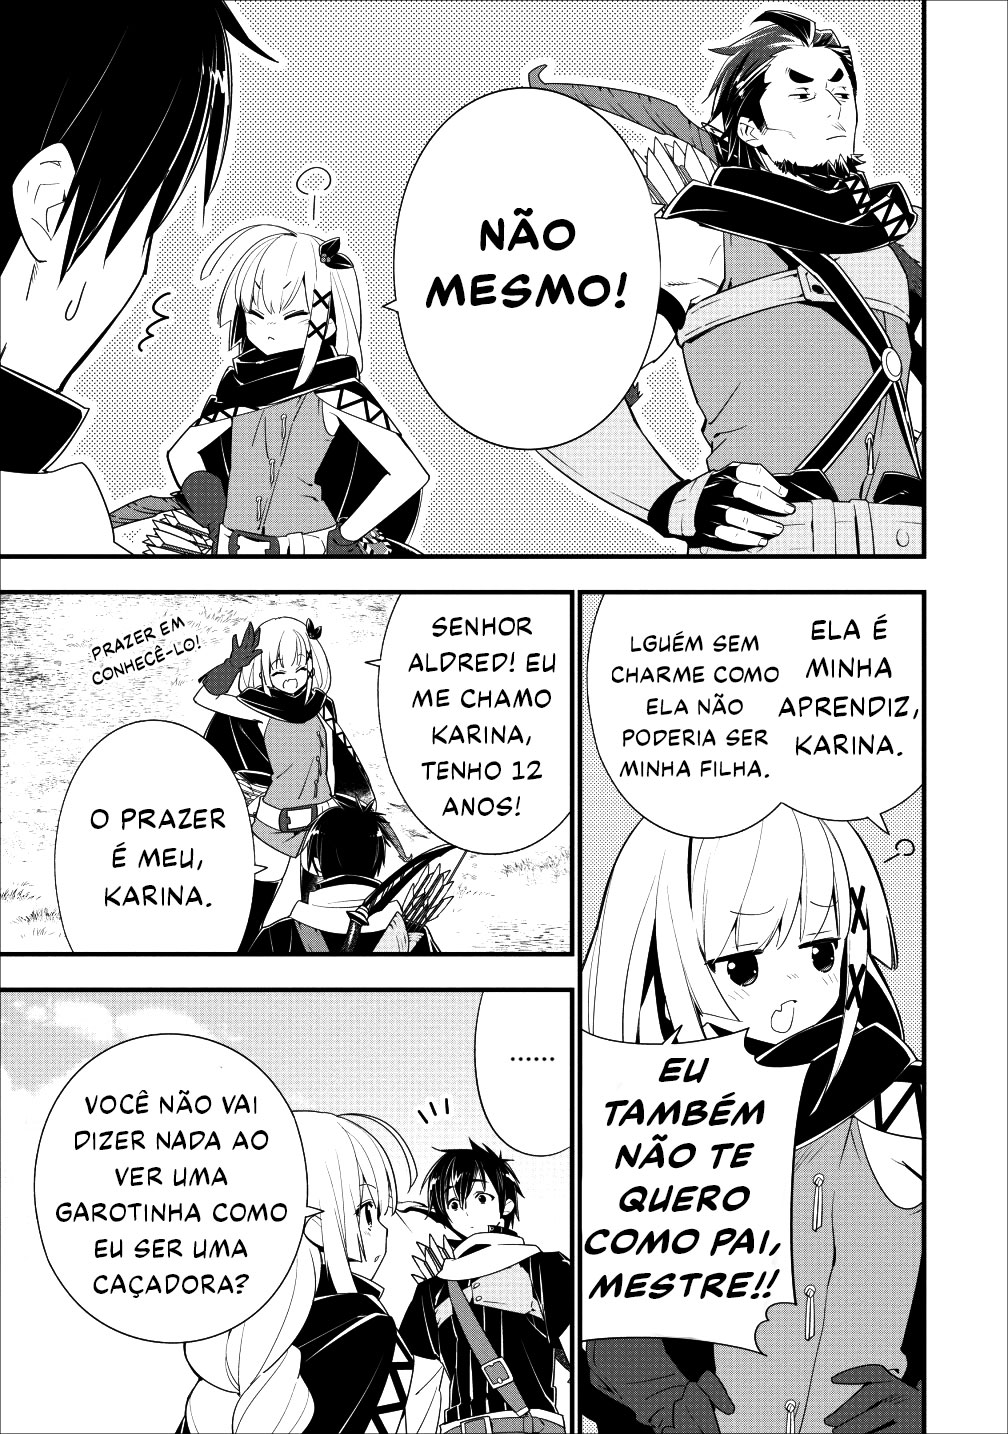 NÃO
MESMO!
ELA É
MINHA
APRENDIZ,
KARINA.
LGUÉM SEM
CHARME COMO
ELA NÃO
PODERIA SER
MINHA FILHA.
EU
TAMBÉM
NÃO TE
QUERO
COMO PAI,
MESTRE!!
SENHOR
ALDRED! EU
ME CHAMO
KARINA,
TENHO 12
ANOS!
PRAZER EM
CONHECÊ-LO!
O PRAZER
É MEU,
KARINA.
......
VOCÊ NÃO VAI
DIZER NADA AO
VER UMA
GAROTINHA COMO
EU SER UMA
CAÇADORA?